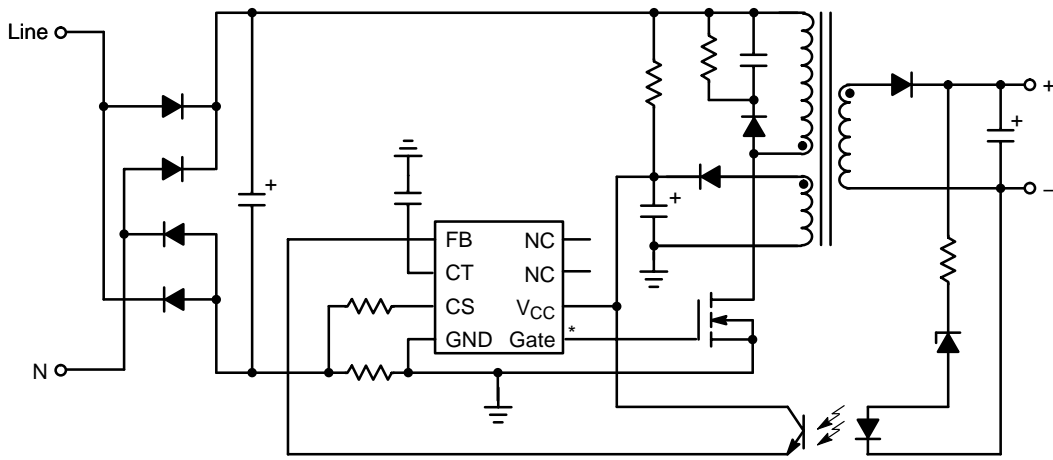 Line
+
+
+
+
−
FB
NC
CT
NC
CS
VCC
GND
Gate
*
N